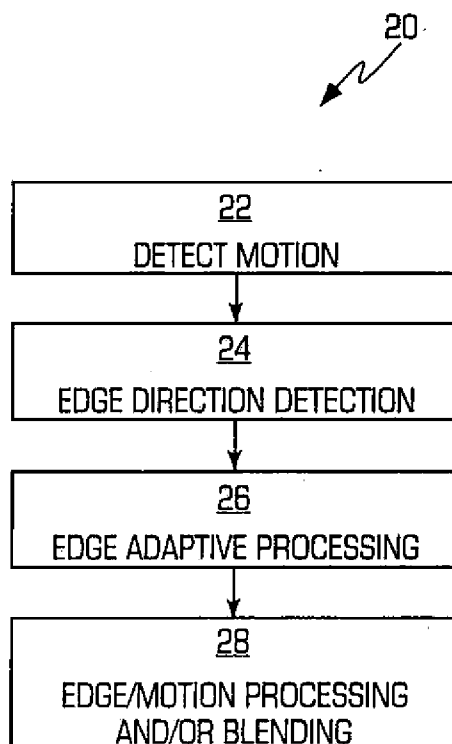 20
22
DETECT MOTION
24
EDGE DIRECTION DETECTION
26
EDGE ADAPTIVE PROCESSING
28
EDGE/MOTION PROCESSING
AND/OR BLENDING